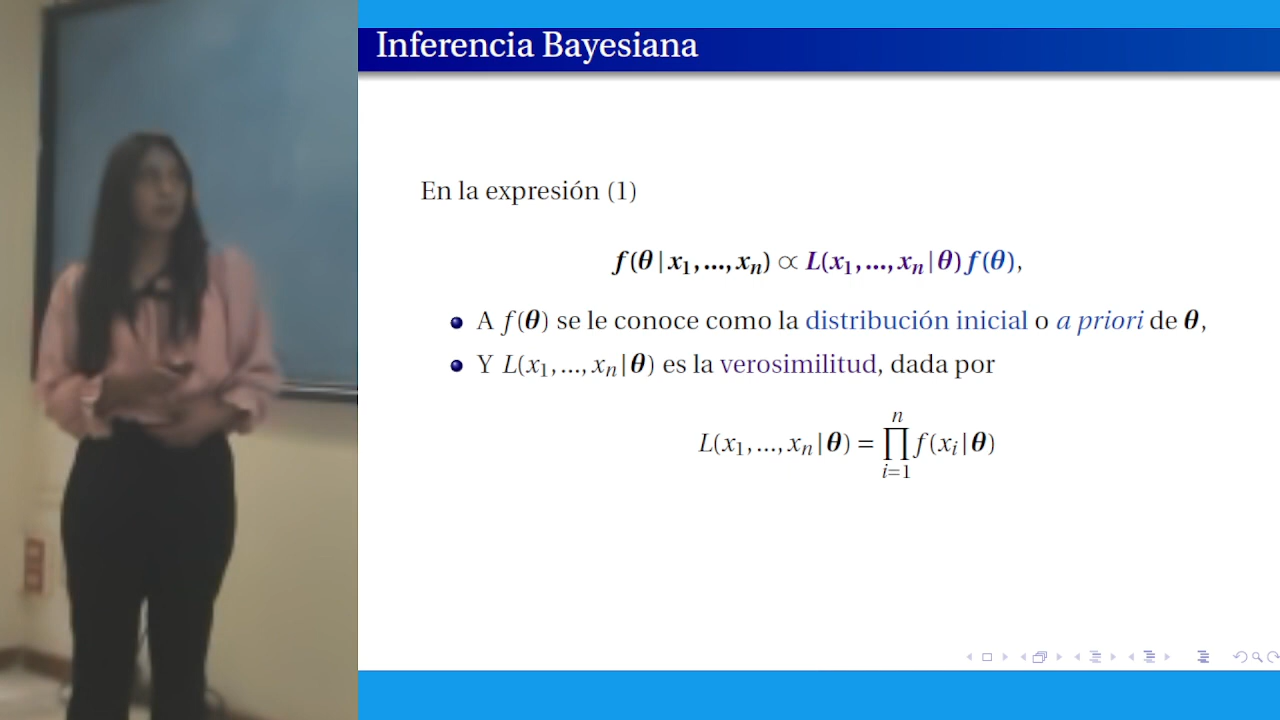 Inferencia Bayesiana
En la expresión (1)
f(θ|x₁,...,xₙ) ∝ L(x₁,...,xₙ|θ)f(θ),
A f(θ) se le conoce como la distribución inicial o a priori de θ,
Y L(x₁,...,xₙ|θ) es la verosimilitud, dada por
L(x₁,...,xₙ|θ) = ∏ᵢ₌₁ⁿ f(xᵢ|θ)